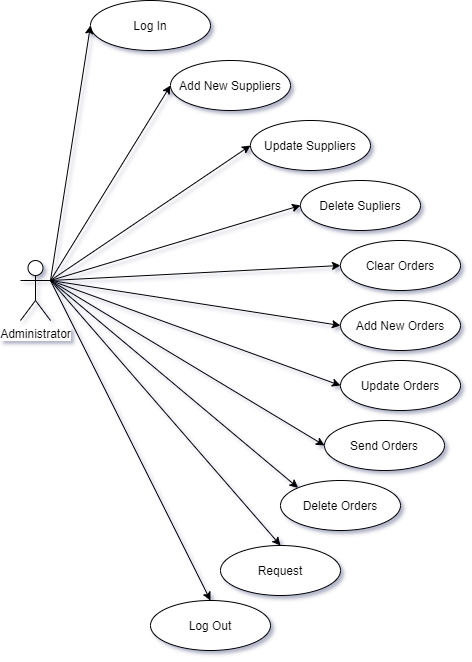 Log In
Add New Suppliers
Update Suppliers
Delete Supliers
Clear Orders
Administrator
Add New Orders
Update Orders
Send Orders
Delete Orders
Request
Log Out